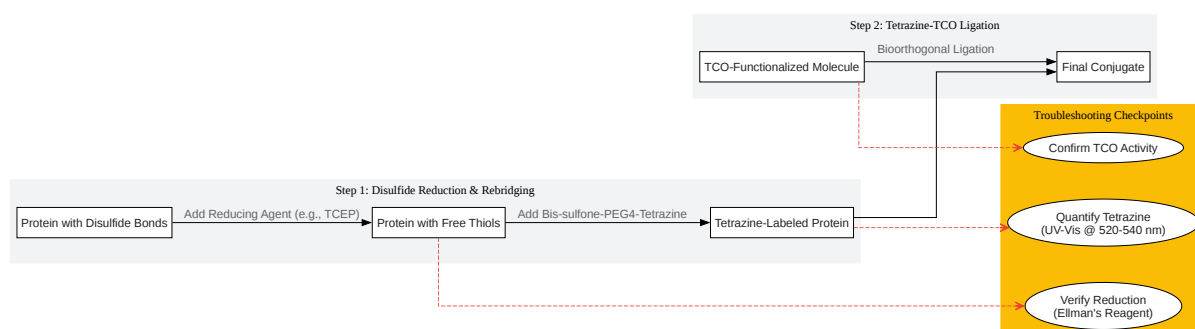 Step 2: Tetrazine-TCO Ligation
TCO-Functionalized Molecule
Bioorthogonal Ligation
Final Conjugate
Troubleshooting Checkpoints
Confirm TCO Activity
Step 1: Disulfide Reduction & Rebridging
Protein with Disulfide Bonds
Add Reducing Agent (e.g., TCEP)
Protein with Free Thiols
Add Bis-sulfone-PEG4-Tetrazine
Tetrazine-Labeled Protein
Quantify Tetrazine
(UV-Vis @ 520-540 nm)
Verify Reduction
(Ellman's Reagent)